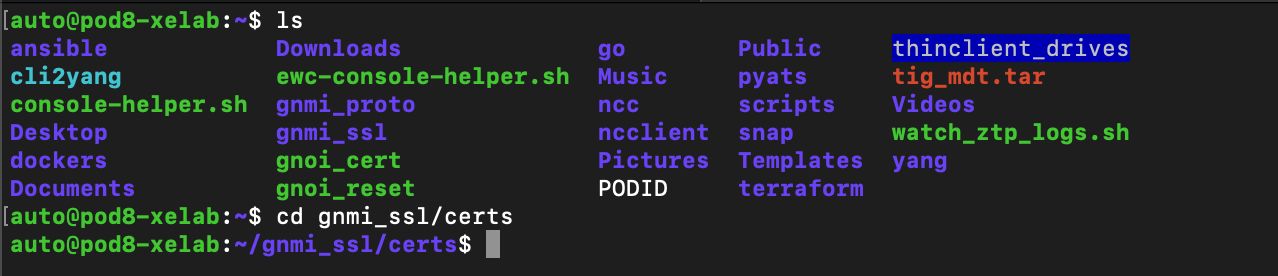 [auto@pod8-xelab:~$ ls
ansible Downloads go Public thinclient_drives
cli2yang ewc-console-helper.sh Music pyats tig_mdt.tar
console-helper.sh gnmi_proto ncc scripts Videos
Desktop gnmi_ssl ncclient snap watch_ztp_logs.sh
dockers gnoi_cert Pictures Templates yang
Documents gnoi_reset PODID terraform
[auto@pod8-xelab:~$ cd gnmi_ssl/certs
auto@pod8-xelab:~/gnmi_ssl/certs$